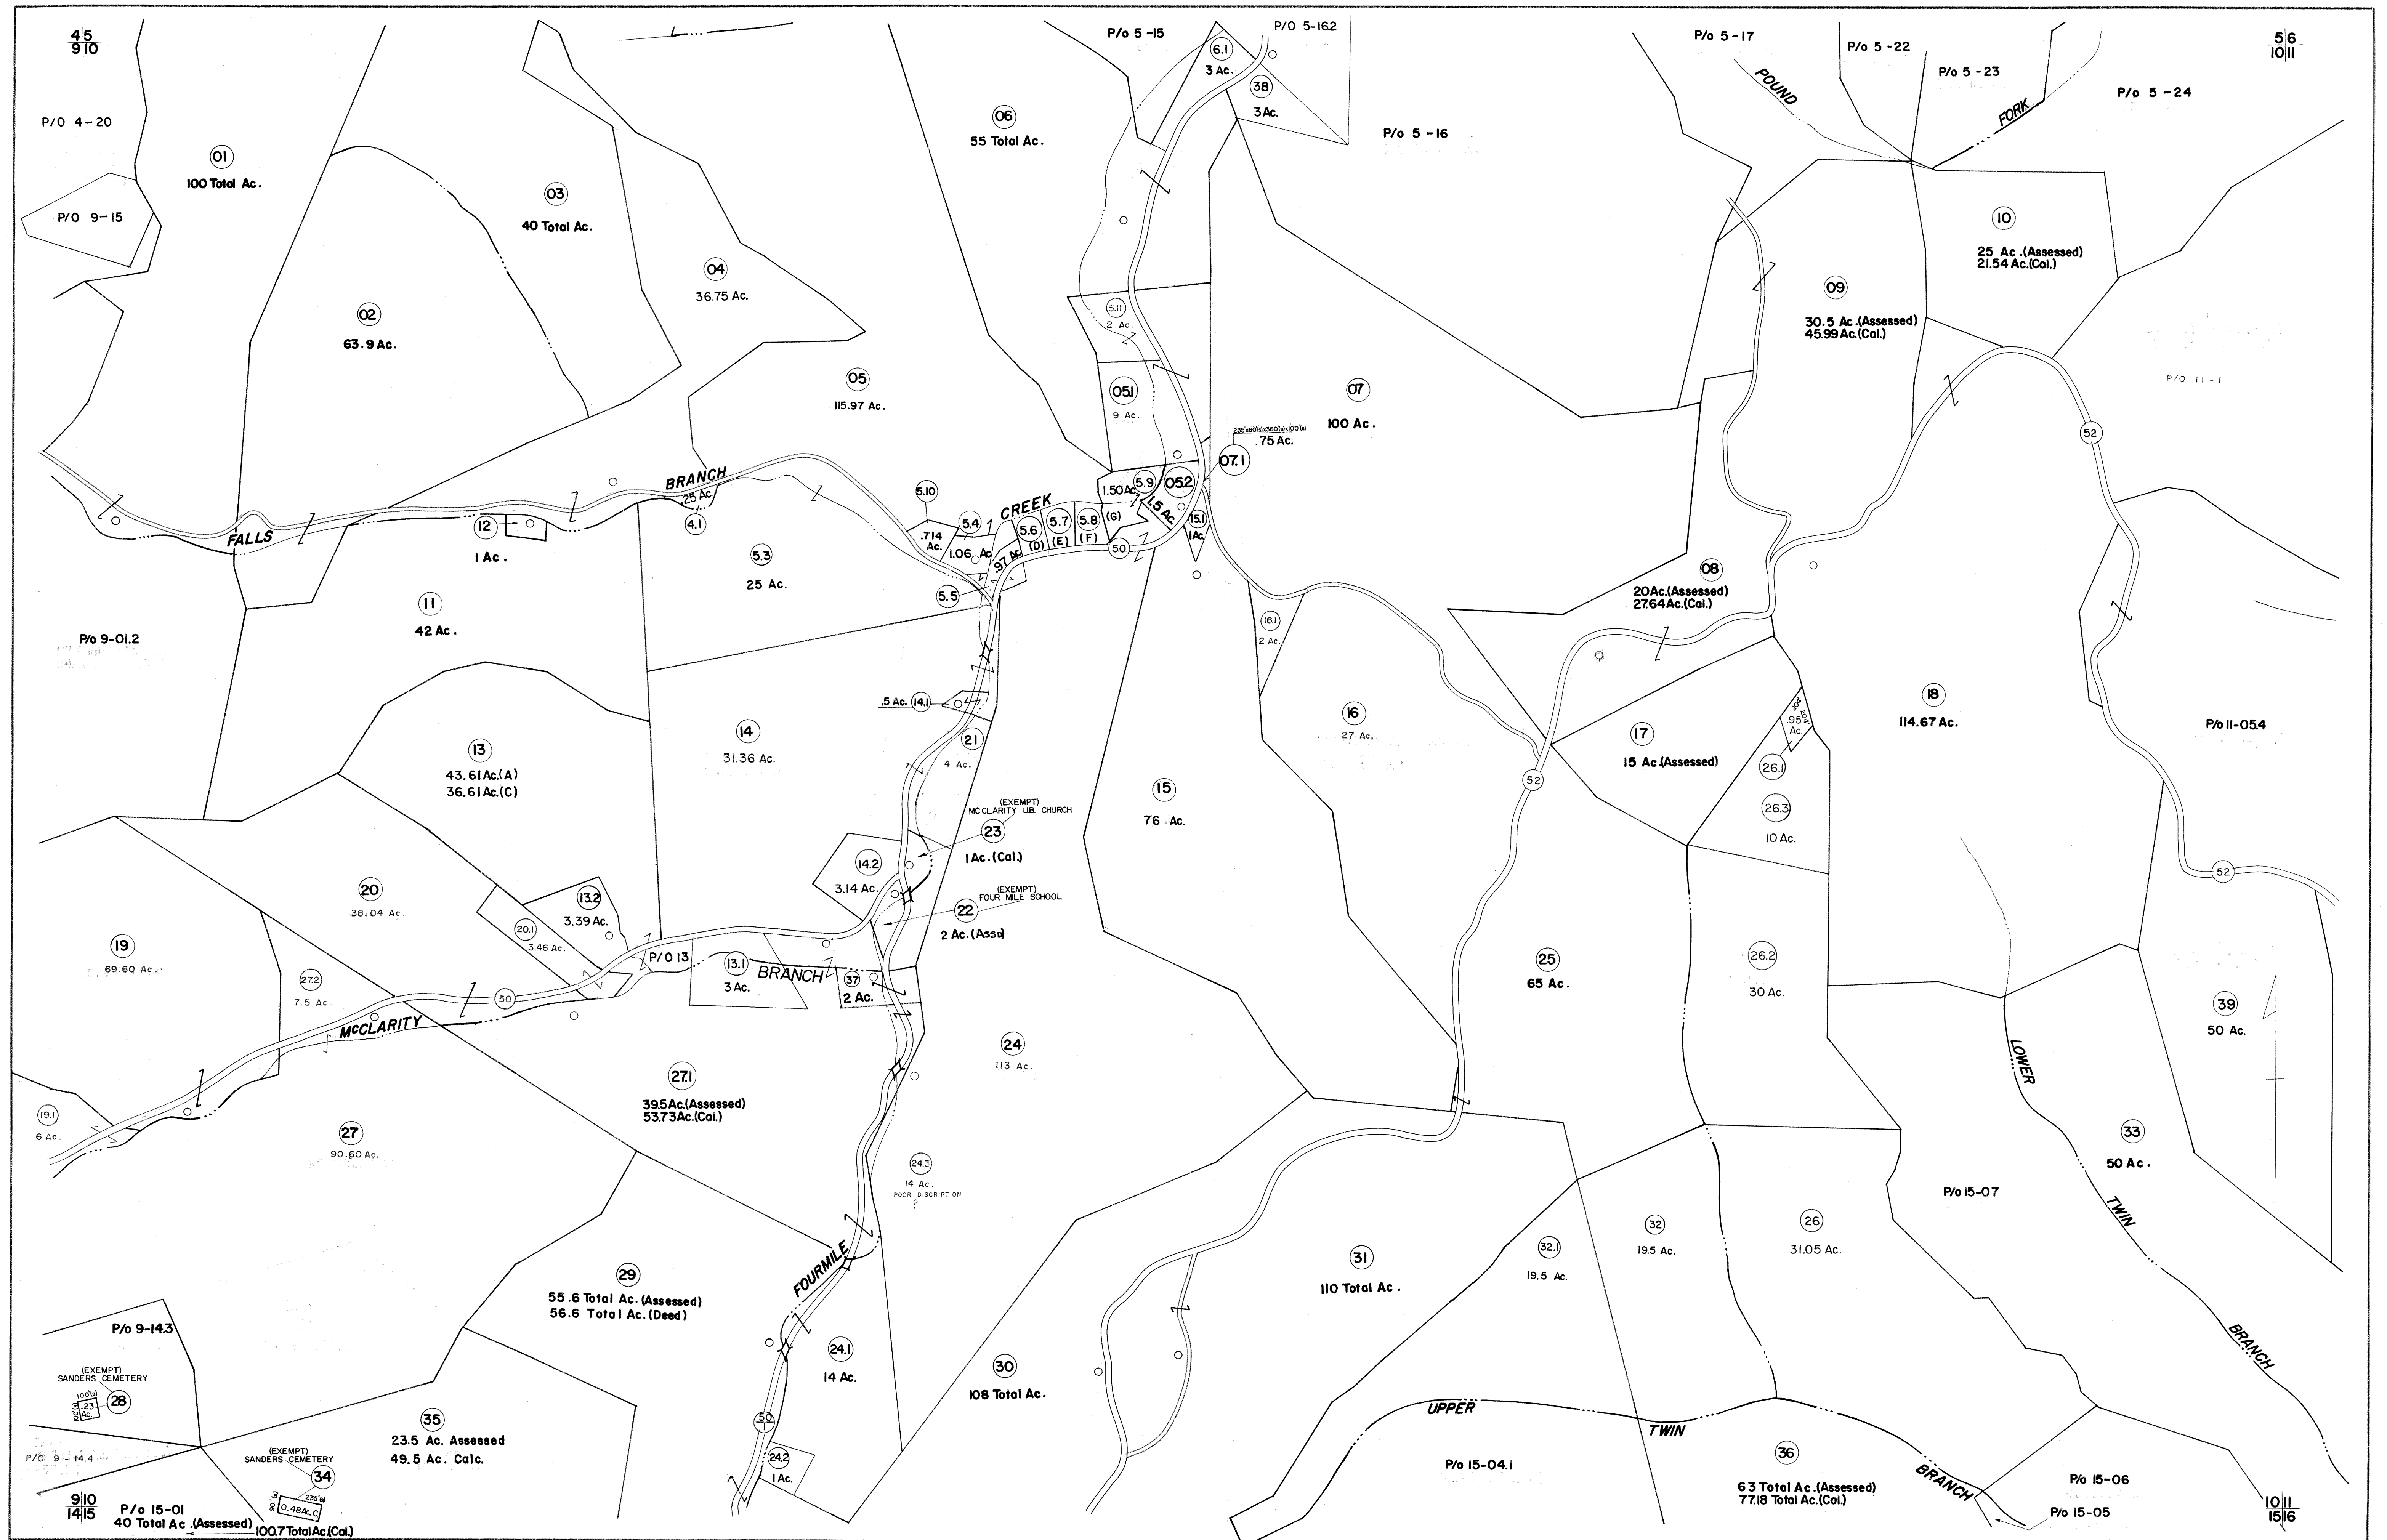 4 5
9 10
P/O 4-20
P/O 9-15
01
100 Total Ac.
02
63.9 Ac.
03
40 Total Ac.
04
36.75 Ac.
05
115.97 Ac.
06
55 Total Ac.
P/o 5-15
6.1
3 Ac.
P/O 5-16.2
38
3 Ac.
P/o 5-16
P/o 5-17
P/o 5-22
P/o 5-23
P/o 5-24
POUND
FORK
5 6
10 11
10
25 Ac.(Assessed)
21.54 Ac.(Cal.)
09
30.5 Ac.(Assessed)
45.99 Ac.(Cal.)
P/O 11-1
5.11
2 Ac.
05.1
9 Ac.
07
100 Ac.
.75 Ac.
07.1
52
FALLS
BRANCH
.25 Ac.
4.1
12
1 Ac.
11
42 Ac.
5.3
25 Ac.
5.10
.714
Ac.
5.4
1.06 Ac
CREEK
.97 Ac
5.5
5.6
(D)
5.7
(E)
5.8
(F)
(G)
1.50 Ac.
5.9
05.2
1.5 Ac.
15.1
1 Ac.
50
08
20 Ac.(Assessed)
27.64 Ac.(Cal.)
P/o 9-01.2
16.1
2 Ac.
.5 Ac.
14.1
14
31.36 Ac.
21
4 Ac.
13
43.61 Ac.(A)
36.61 Ac.(C)
16
27 Ac.
17
15 Ac.(Assessed)
204'
204'
.95
Ac.
26.1
26.3
10 Ac.
18
114.67 Ac.
P/o 11-05.4
15
76 Ac.
52
52
(EXEMPT)
MC CLARITY U.B. CHURCH
23
1 Ac.(Cal.)
14.2
3.14 Ac.
(EXEMPT)
FOUR MILE SCHOOL
22
2 Ac.(Assd)
20
38.04 Ac.
13.2
3.39 Ac.
20.1
3.46 Ac.
19
69.60 Ac.
27.2
7.5 Ac.
P/O 13
13.1
3 Ac.
BRANCH
37
2 Ac.
50
McCLARITY
25
65 Ac.
26.2
30 Ac.
39
50 Ac.
24
113 Ac.
27.1
39.5 Ac.(Assessed)
53.73 Ac.(Cal.)
19.1
6 Ac.
27
90.60 Ac.
24.3
14 Ac.
POOR DISCRIPTION
?
LOWER
33
50 Ac.
TWIN
BRANCH
P/o 15-07
26
31.05 Ac.
32
19.5 Ac.
32.1
19.5 Ac.
31
110 Total Ac.
29
55.6 Total Ac.(Assessed)
56.6 Total Ac.(Deed)
FOURMILE
24.1
14 Ac.
30
108 Total Ac.
P/o 9-14.3
(EXEMPT)
SANDERS CEMETERY
100'(s)
100'(s)
.23
Ac.
28
P/O 9-14.4
35
23.5 Ac. Assessed
49.5 Ac. Calc.
(EXEMPT)
SANDERS CEMETERY
34
235'(s)
90'(s)
0.48 Ac. C
50
24.2
1 Ac.
UPPER
TWIN
BRANCH
P/o 15-04.1
36
63 Total Ac.(Assessed)
77.18 Total Ac.(Cal.)
P/o 15-06
P/o 15-05
9 10
14 15
P/o 15-01
40 Total Ac.(Assessed)
100.7 Total Ac.(Cal.)
10 11
15 16